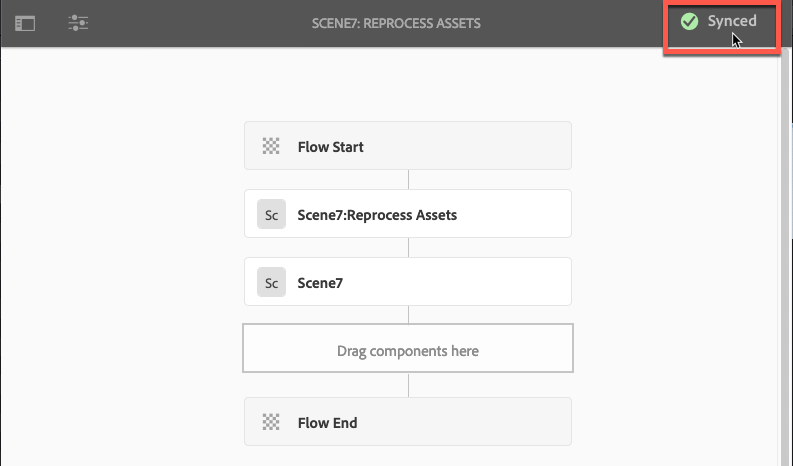 SCENE7: REPROCESS ASSETS
Synced
Flow Start
Sc Scene7:Reprocess Assets
Sc Scene7
Drag components here
Flow End